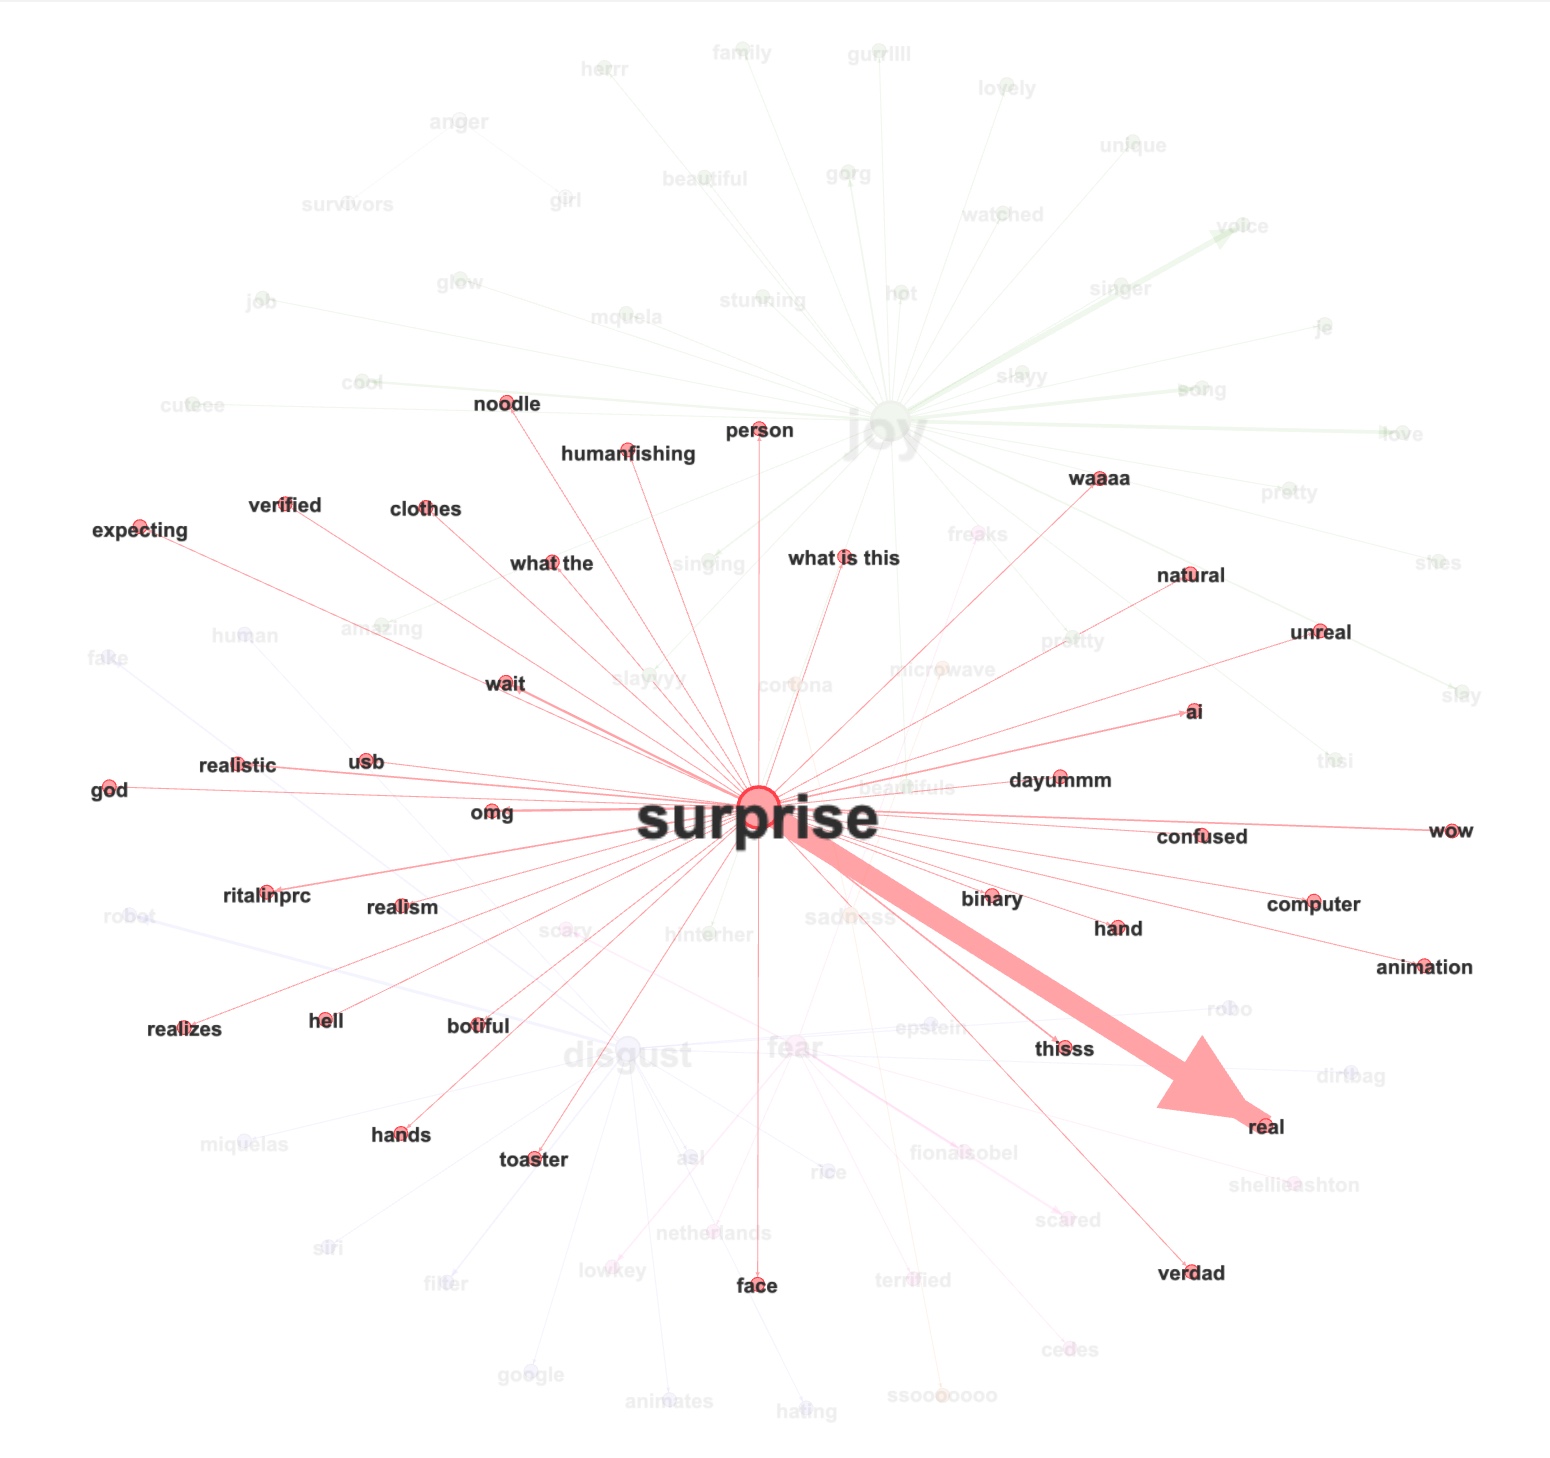 family
gurrllll
herrr
lovely
anger
unique
gorg
beautiful
girl
survivors
watched
voice
glow
singer
hot
stunning
job
mquela
je
slayy
cool
song
noodle
cuteee
person
joy
love
humanfishing
waaaa
pretty
verified
clothes
expecting
freaks
what is this
what the
singing
shes
natural
amazing
unreal
human
prettty
fake
microwave
slayyyy
wait
cortona
slay
ai
thsi
usb
realistic
dayummm
beautifuls
god
omg
surprise
wow
confused
ritalinprc
binary
computer
realism
robot
sadness
hand
scary
hinterher
animation
robo
realizes
hell
botiful
epstein
fear
thisss
disgust
dirtbag
real
hands
miquelas
fionaisobel
asl
toaster
rice
shellieashton
scared
netherlands
siri
lowkey
verdad
terrified
filter
face
cedes
google
ssooooooo
animates
hatmg